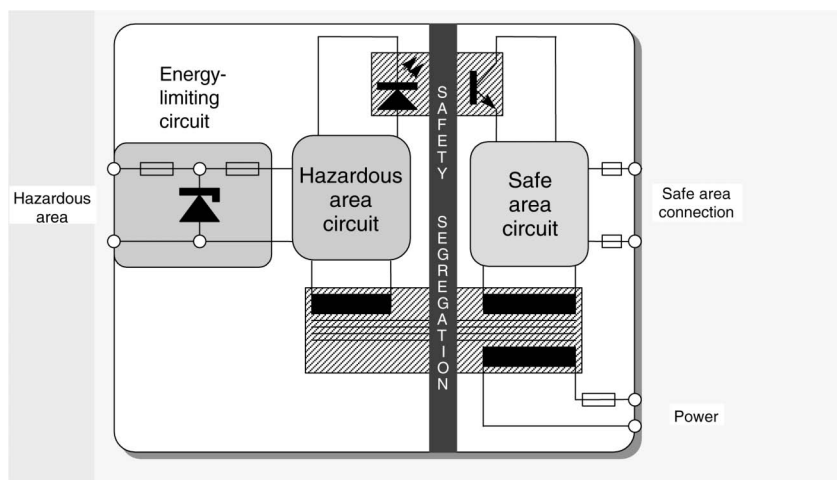 Energy-
limiting
circuit
Hazardous
area
Hazardous
area
circuit
SAFETY SEGREGATION
Safe
area
circuit
Safe area
connection
Power